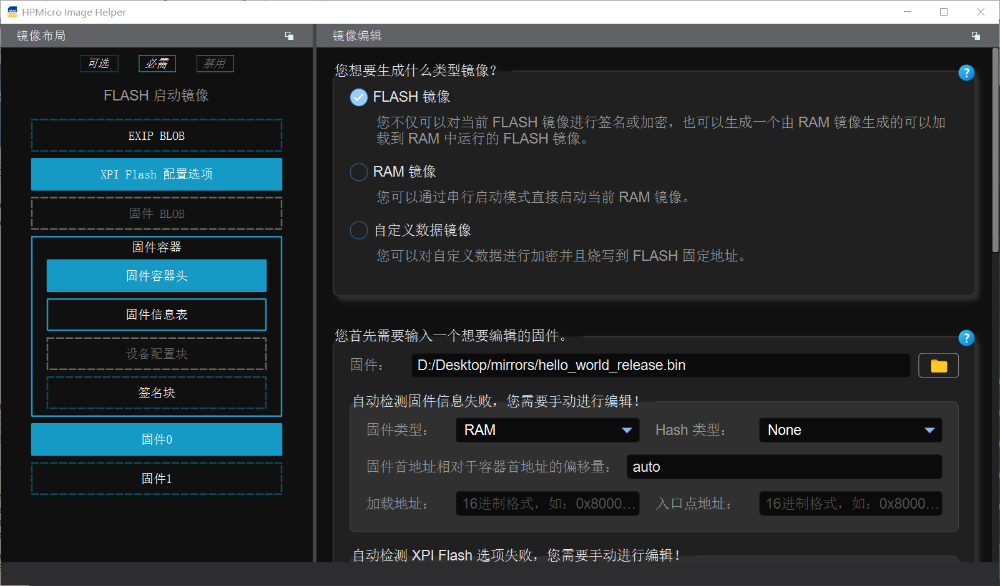 HPMicro Image Helper
镜像布局
可选 必需 禁用
FLASH 启动镜像
EXIP BLOB
XPI Flash 配置选项
固件 BLOB
固件容器
固件容器头
固件信息表
设备配置块
签名块
固件0
固件1
镜像编辑
您想要生成什么类型镜像？
FLASH 镜像
您不仅可以对当前 FLASH 镜像进行签名或加密，也可以生成一个由 RAM 镜像生成的可以加
载到 RAM 中运行的 FLASH 镜像。
RAM 镜像
您可以通过串行启动模式直接启动当前 RAM 镜像。
自定义数据镜像
您可以对自定义数据进行加密并且烧写到 FLASH 固定地址。
您首先需要输入一个想要编辑的固件。
固件： D:/Desktop/mirrors/hello_world_release.bin
自动检测固件信息失败，您需要手动进行编辑！
固件类型： RAM Hash 类型： None
固件首地址相对于容器首地址的偏移量： auto
加载地址： 16进制格式，如：0x8000... 入口点地址： 16进制格式，如：0x8000...
自动检测 XPI Flash 选项失败，您需要手动进行编辑！